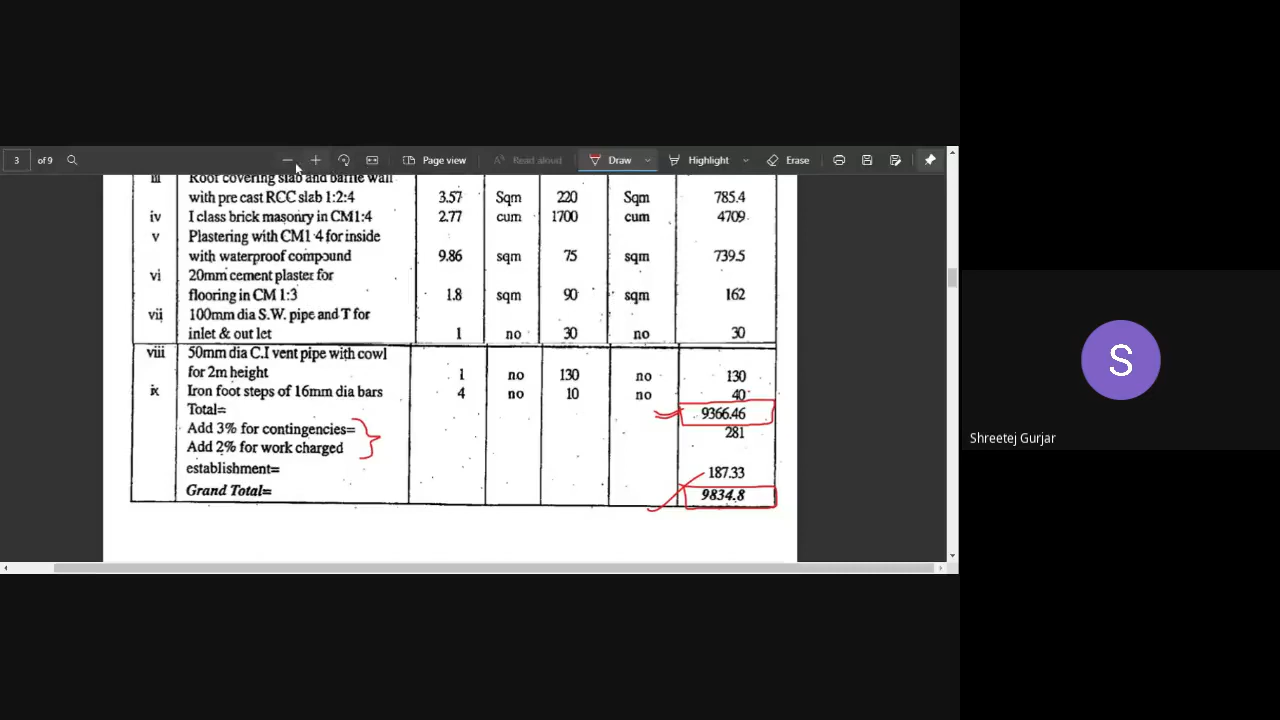 3 of 9 Page view Read aloud Draw Highlight Erase
iii Roof covering slab and baffle wall
with pre cast RCC slab 1:2:4 3.57 Sqm 220 Sqm 785.4
iv I class brick masonry in CM1:4 2.77 cum 1700 cum 4709
v Plastering with CM1:4 for inside
with waterproof compound 9.86 sqm 75 sqm 739.5
vi 20mm cement plaster for
flooring in CM 1:3 1.8 sqm 90 sqm 162
vii 100mm dia S.W. pipe and T for
inlet & out let 1 no 30 no 30
viii 50mm dia C.I vent pipe with cowl
for 2m height 1 no 130 no 130
ix Iron foot steps of 16mm dia bars 4 no 10 no 40
Total= 9366.46
Add 3% for contingencies= 281
Add 2% for work charged
establishment= 187.33
Grand Total= 9834.8
S
Shreetej Gurjar